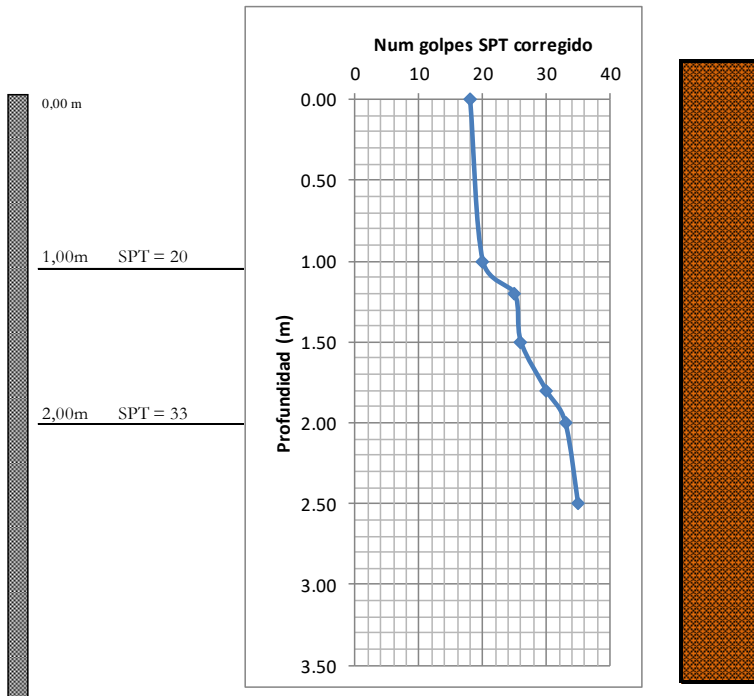 Num golpes SPT corregido
0 10 20 30 40
0,00 m
0.00
0.50
1,00m SPT = 20
1.00
1.50
2,00m SPT = 33
2.00
2.50
3.00
3.50
Profundidad (m)